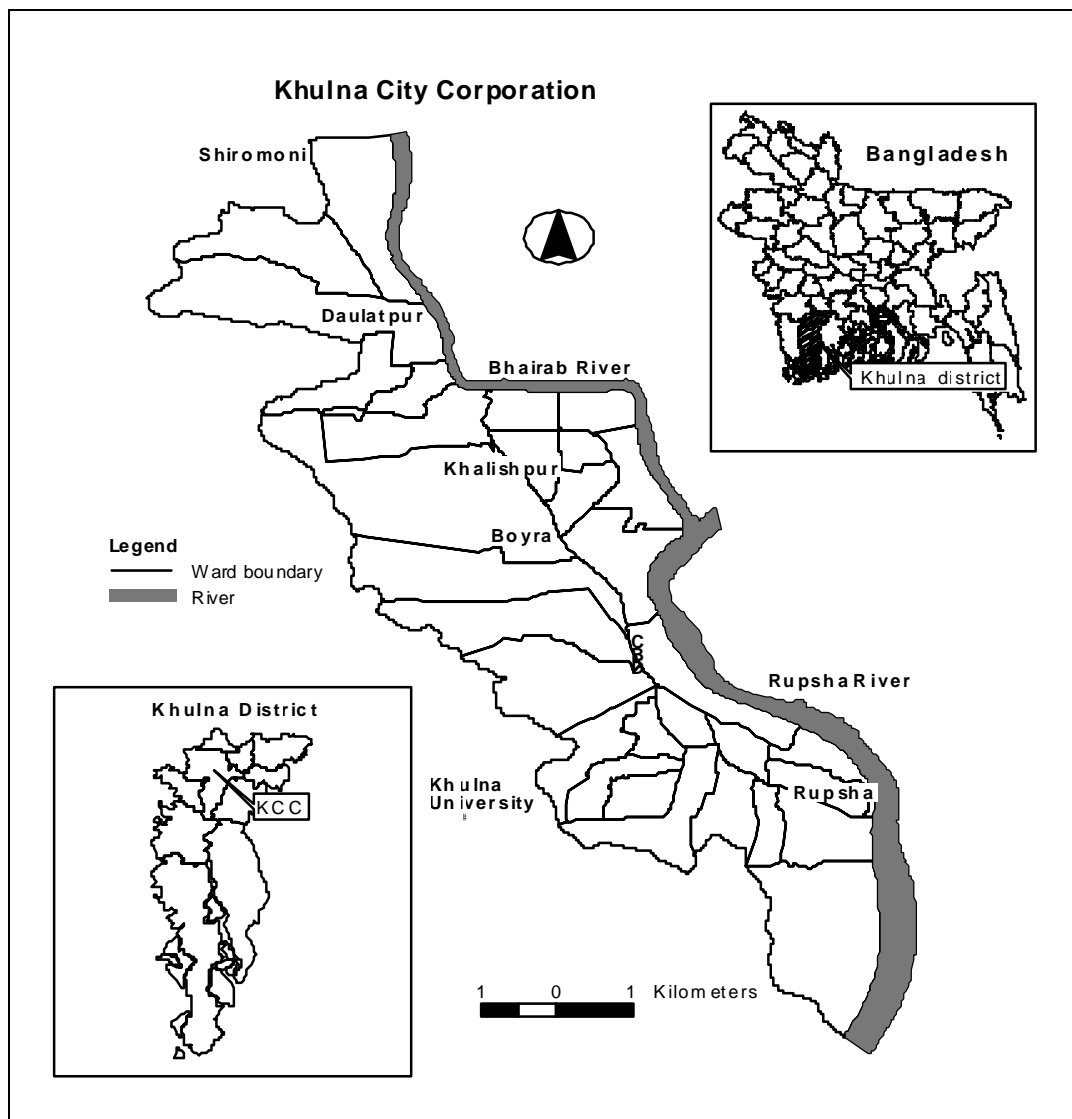 Khulna City Corporation
Shiromoni
Bangladesh
Daulatpur
Bhairab River
Khulna district
Khalishpur
Boyra
Legend
Ward boundary
River
CBD
Rupsha River
Khulna District
KCC
Khulna
University
Rupsha
1 0 1 Kilometers